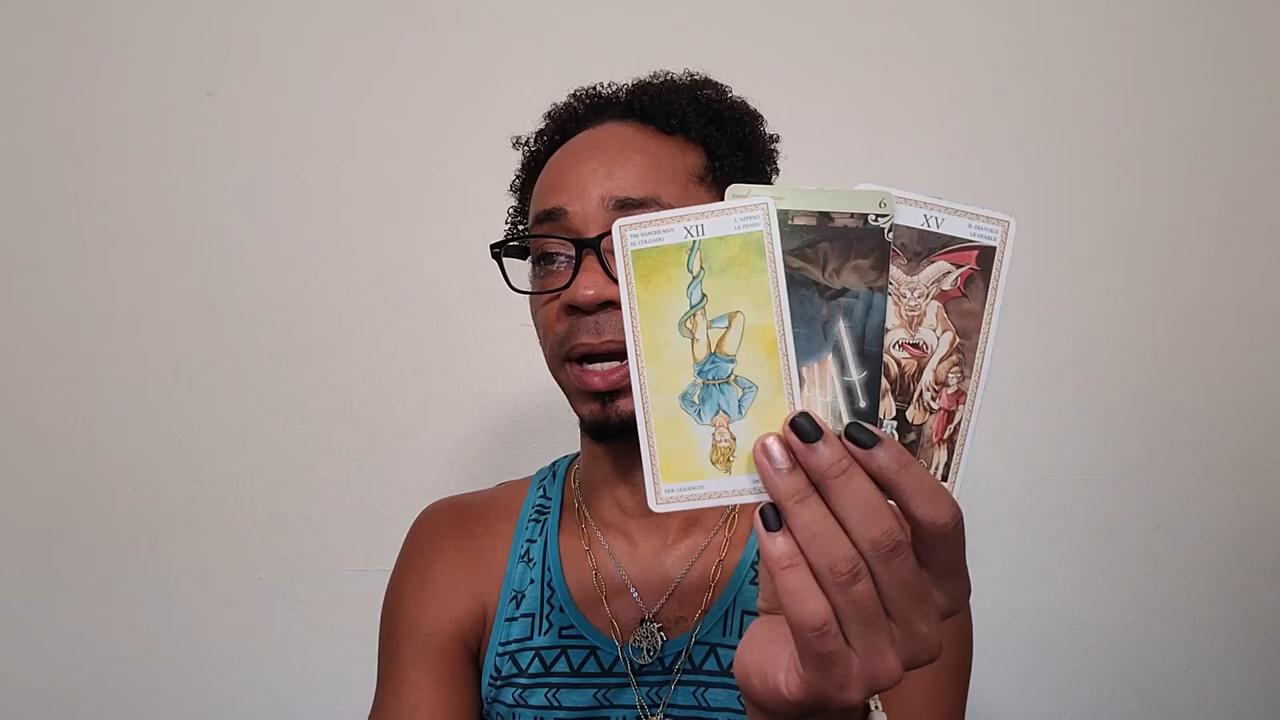 THE HANGED MAN
EL COLGADO
XII
L'APPESO
LE PENDU
DER GEHÄNGTE
6
XV
IL DIAVOLO
LE DIABLE